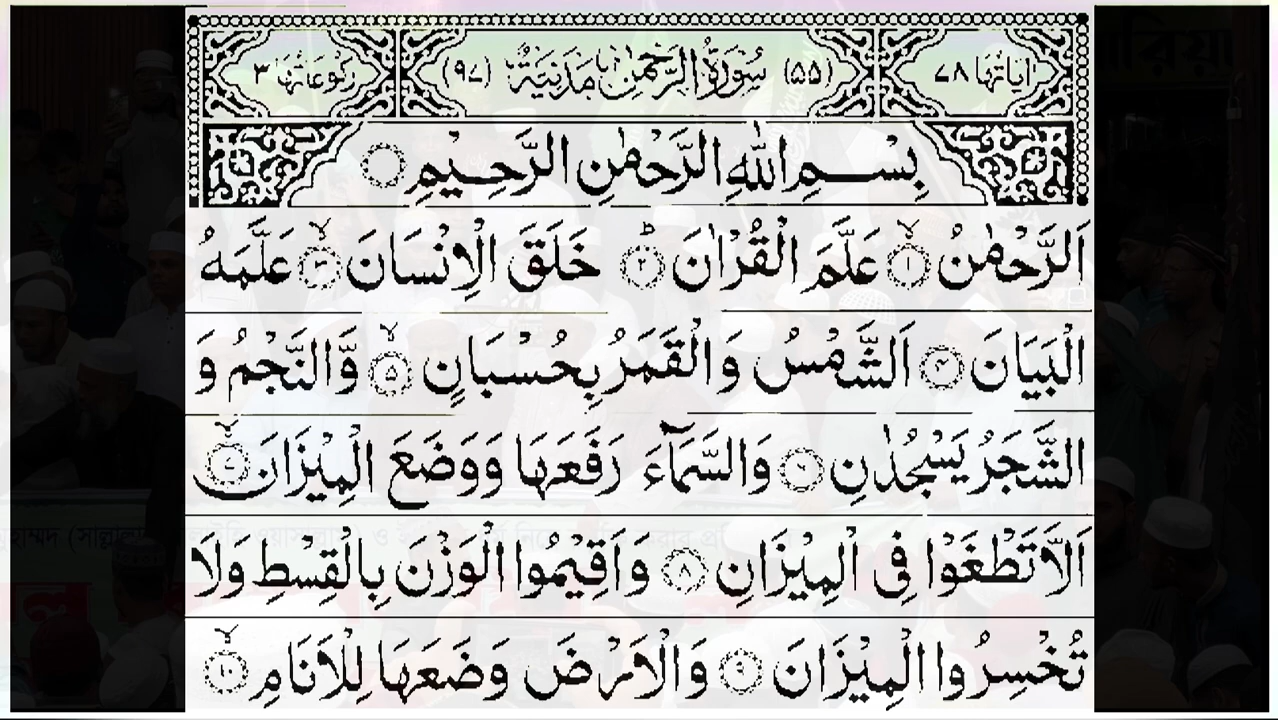 اٰيَاتُهَا ٧٨ (٥٥) سُوْرَةُ الرَّحْمٰنِ مَدَنِيَّةٌ (٩٧) رُكُوْعَاتُهَا ٣
بِسْمِ اللّٰهِ الرَّحْمٰنِ الرَّحِيْمِ
اَلرَّحْمٰنُ ۙ‏﴿۱﴾ عَلَّمَ الْقُرْاٰنَ ؕ‏﴿۲﴾ خَلَقَ الْاِنْسَانَ ۙ‏﴿۳﴾ عَلَّمَهُ
الْبَيَانَ ‏﴿۴﴾ اَلشَّمْسُ وَالْقَمَرُ بِحُسْبَانٍ ۙ‏﴿۵﴾ وَّالنَّجْمُ وَ
الشَّجَرُ يَسْجُدٰنِ ‏﴿۶﴾ وَالسَّمَآءَ رَفَعَهَا وَوَضَعَ الْمِيْزَانَ ۙ‏﴿۷﴾
اَلَّا تَطْغَوْا فِى الْمِيْزَانِ ‏﴿۸﴾ وَاَقِيْمُوا الْوَزْنَ بِالْقِسْطِ وَلَا
تُخْسِرُوا الْمِيْزَانَ ‏﴿۹﴾ وَالْاَرْضَ وَضَعَهَا لِلْاَنَامِ ۙ‏﴿۱۰﴾